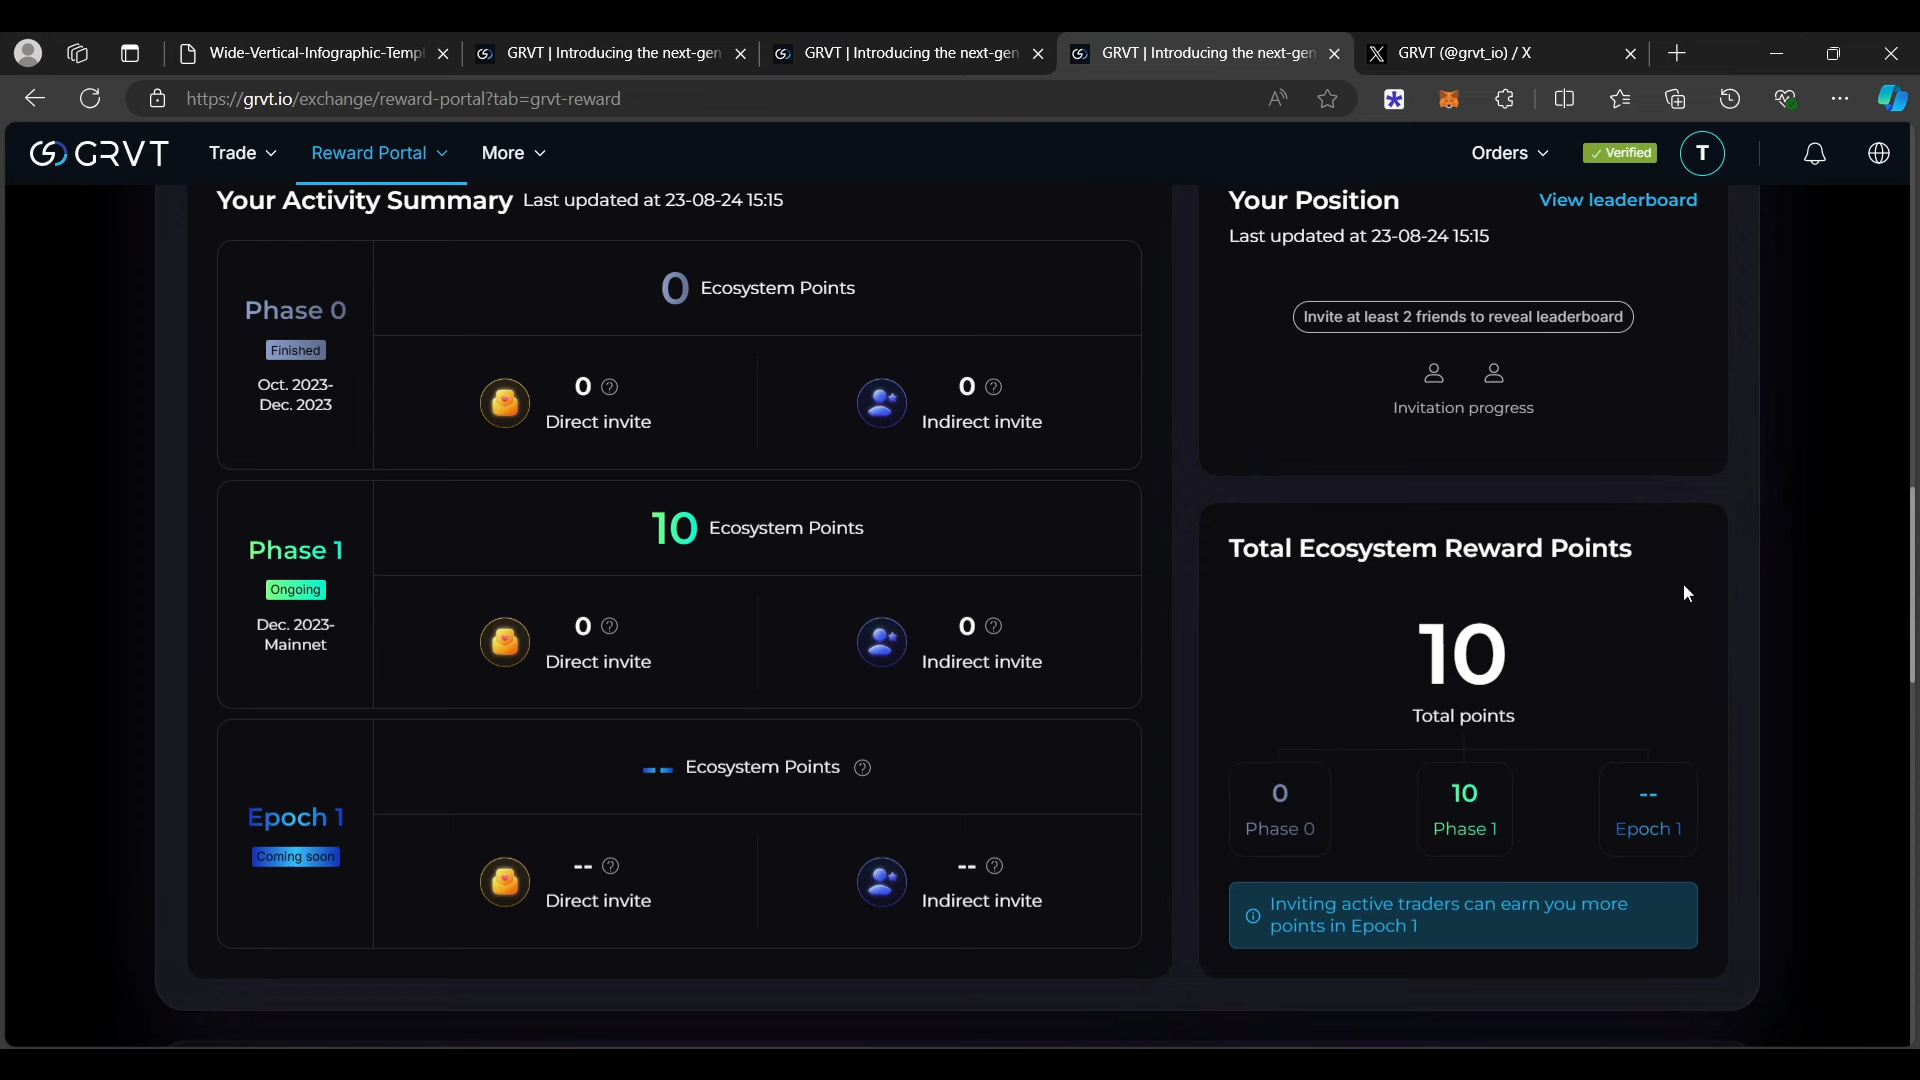 Wide-Vertical-Infographic-Templ
GRVT | Introducing the next-gen
GRVT | Introducing the next-gen
GRVT | Introducing the next-gen
GRVT (@grvt_io) / X
https://grvt.io/exchange/reward-portal?tab=grvt-reward
GRVT
Trade
Reward Portal
More
Orders
✓ Verified
T
Your Activity Summary Last updated at 23-08-24 15:15
Phase 0
Finished
Oct. 2023-
Dec. 2023
0 Ecosystem Points
0
Direct invite
0
Indirect invite
Phase 1
Ongoing
Dec. 2023-
Mainnet
10 Ecosystem Points
0
Direct invite
0
Indirect invite
Epoch 1
Coming soon
-- Ecosystem Points
--
Direct invite
--
Indirect invite
Your Position
View leaderboard
Last updated at 23-08-24 15:15
Invite at least 2 friends to reveal leaderboard
Invitation progress
Total Ecosystem Reward Points
10
Total points
0
Phase 0
10
Phase 1
--
Epoch 1
Inviting active traders can earn you more
points in Epoch 1